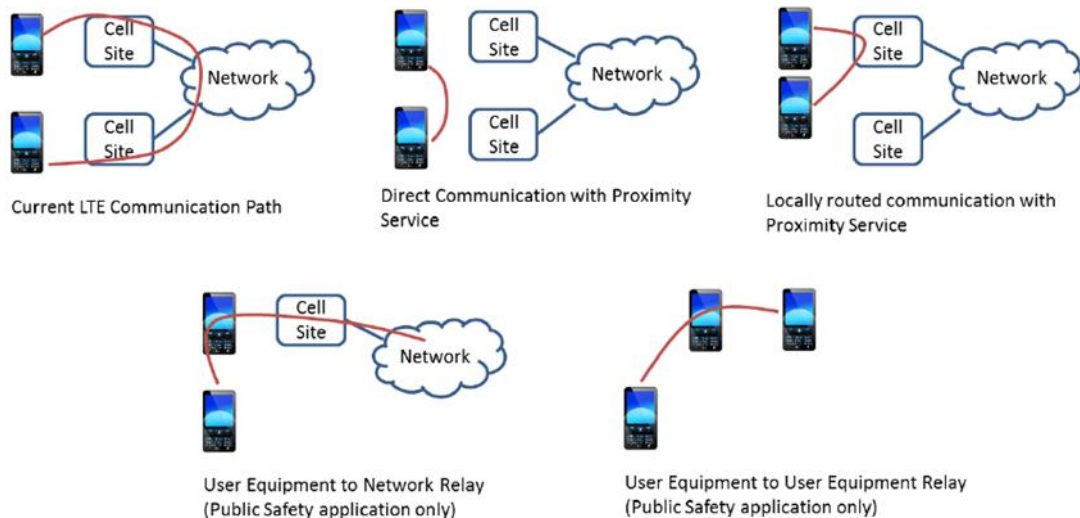 Cell
Site
Network
Cell
Site
Current LTE Communication Path
Cell
Site
Network
Cell
Site
Direct Communication with Proximity
Service
Cell
Site
Network
Cell
Site
Locally routed communication with
Proximity Service
Cell
Site
Network
User Equipment to Network Relay
(Public Safety application only)
User Equipment to User Equipment Relay
(Public Safety application only)